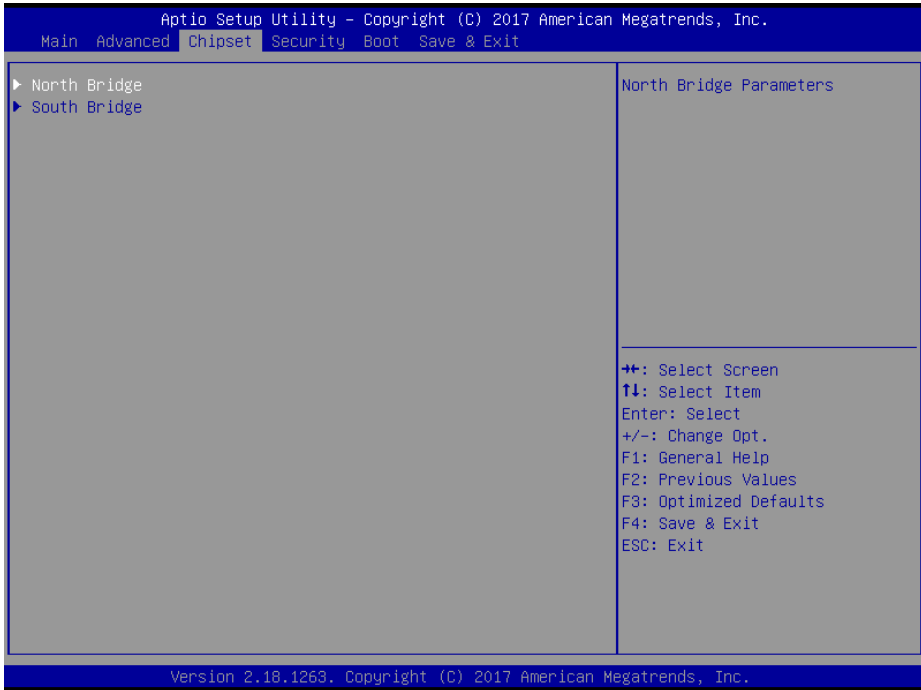 Aptio Setup Utility – Copyright (C) 2017 American Megatrends, Inc.
Main Advanced Chipset Security Boot Save & Exit
▶ North Bridge
▶ South Bridge
North Bridge Parameters
→←: Select Screen
↑↓: Select Item
Enter: Select
+/-: Change Opt.
F1: General Help
F2: Previous Values
F3: Optimized Defaults
F4: Save & Exit
ESC: Exit
Version 2.18.1263. Copyright (C) 2017 American Megatrends, Inc.